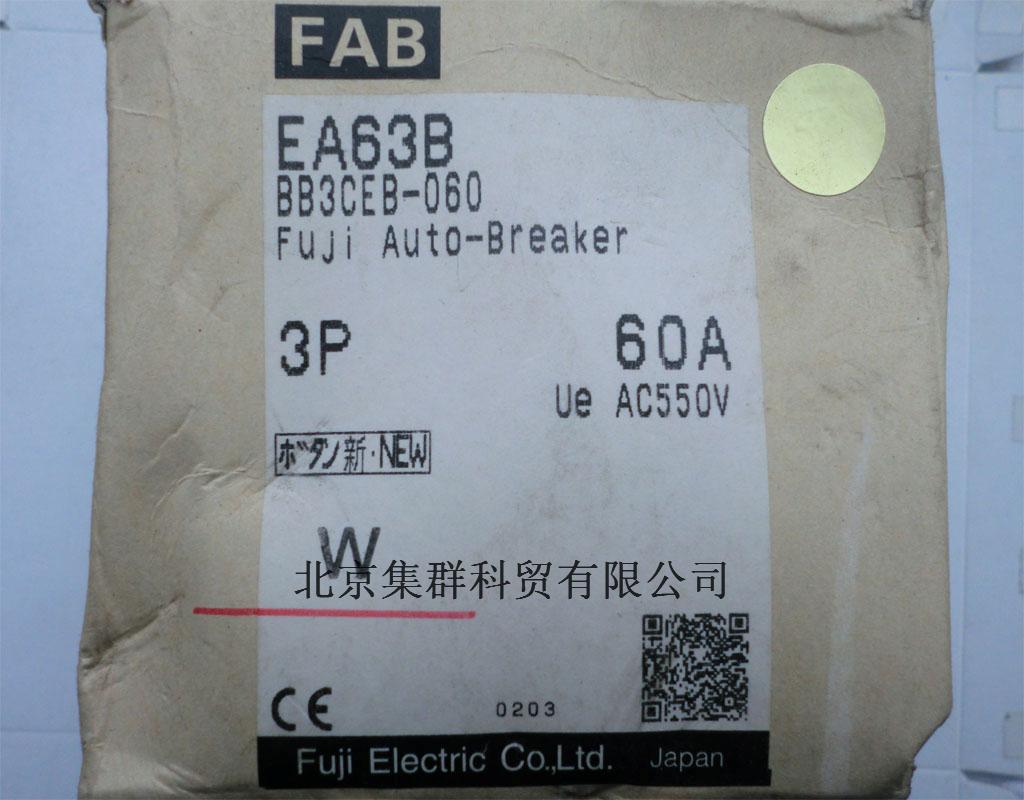 FAB
EA63B
BB3CEB-060
Fuji Auto-Breaker
3P 60A
Ue AC550V
ボタン新・NEW
W
北京集群科贸有限公司
CE 0203
Fuji Electric Co.,Ltd. Japan